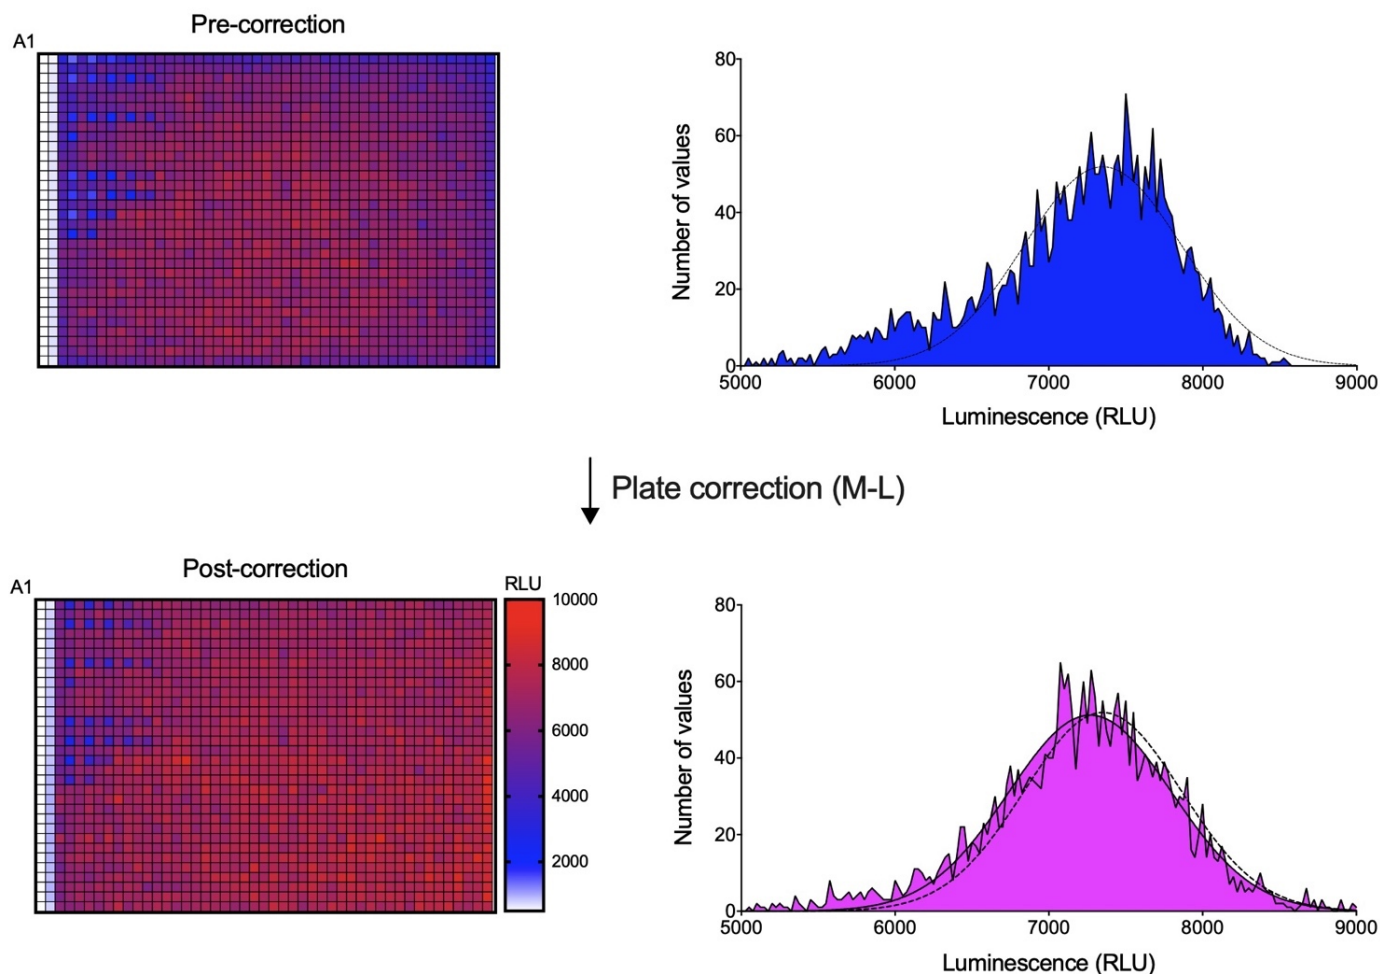 Pre-correction
A1
80
60
40
20
0
Number of values
5000 6000 7000 8000 9000
Luminescence (RLU)
Plate correction (M-L)
Post-correction
A1
RLU
10000
8000
6000
4000
2000
80
60
40
20
0
Number of values
5000 6000 7000 8000 9000
Luminescence (RLU)